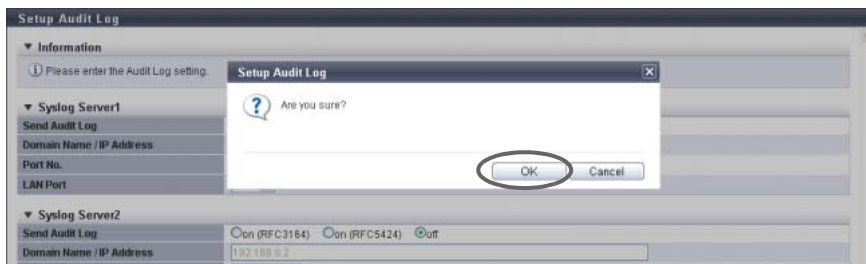 Setup Audit Log
▼ Information
Please enter the Audit Log setting.
Setup Audit Log
Are you sure?
OK Cancel
▼ Syslog Server1
Send Audit Log
Domain Name / IP Address
Port No.
LAN Port
▼ Syslog Server2
Send Audit Log on (RFC3164) on (RFC5424) off
Domain Name / IP Address 192.168.0.2